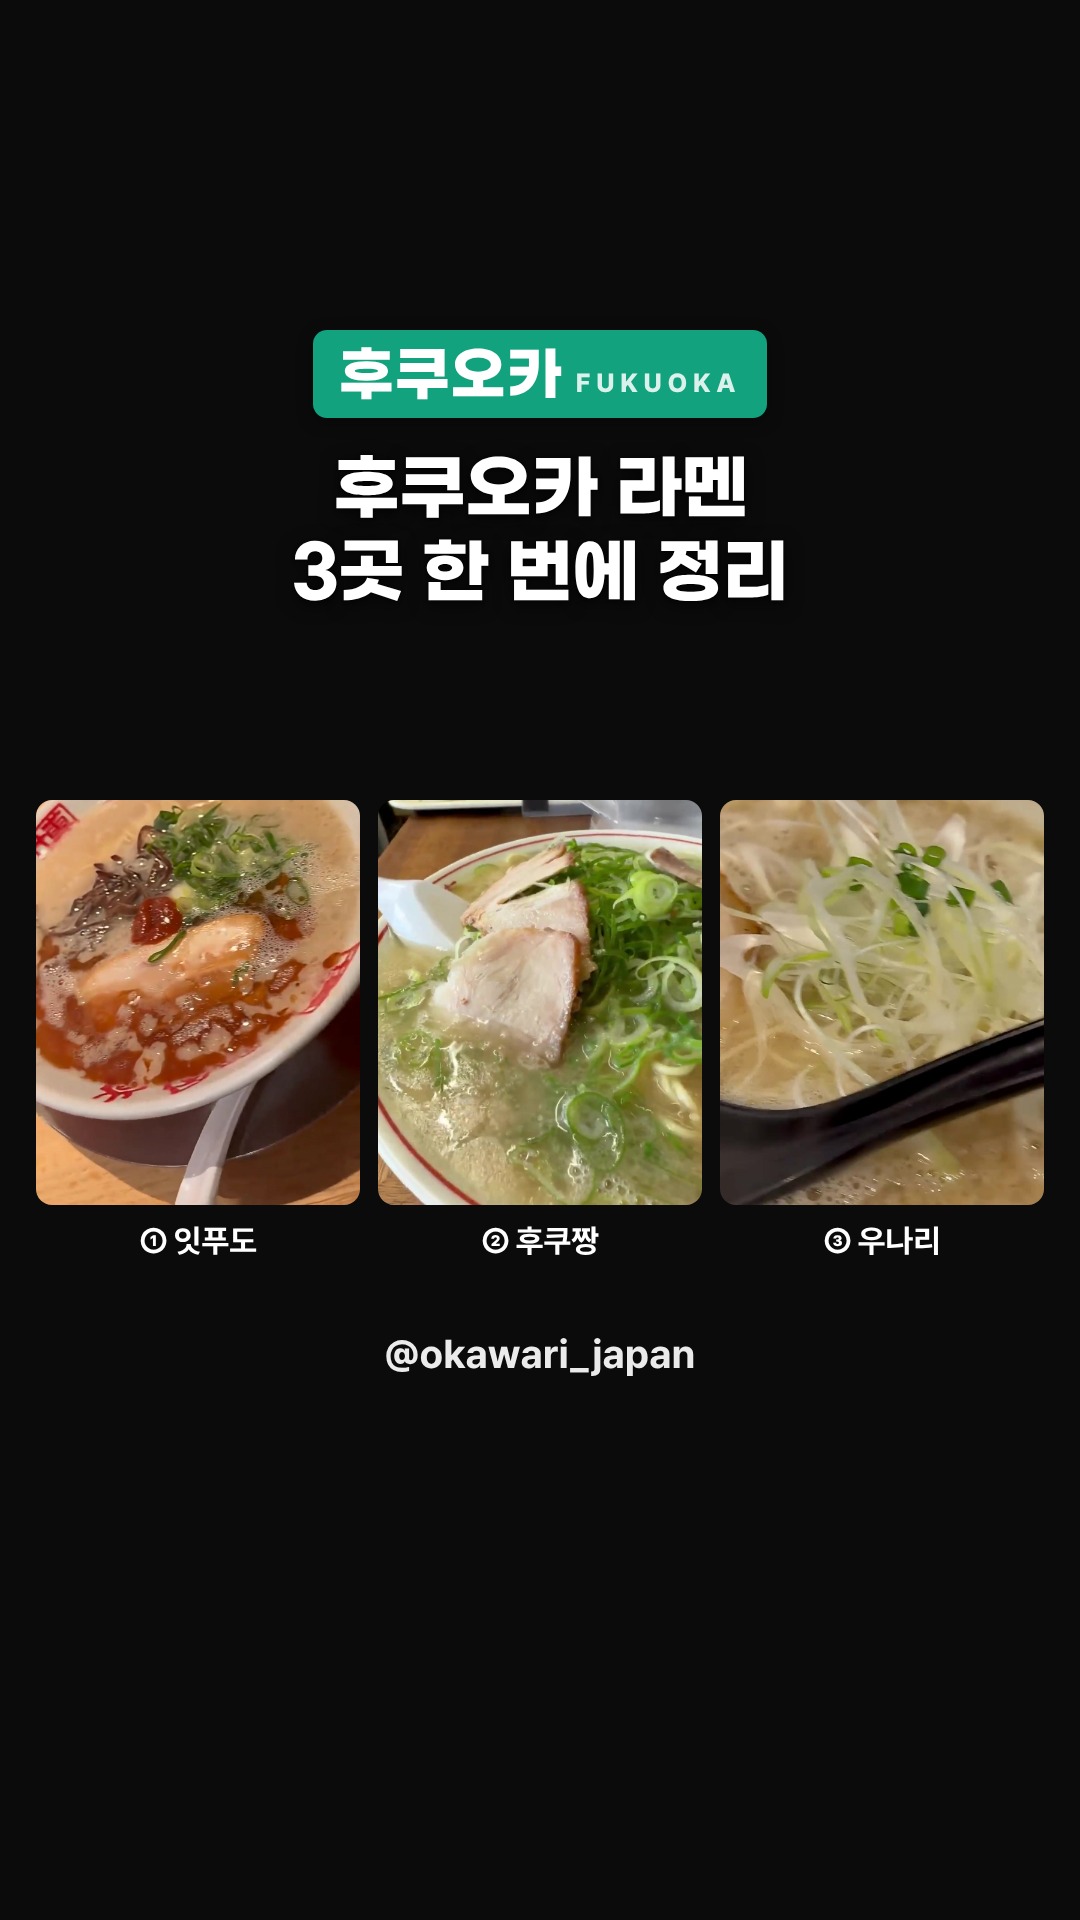 후쿠오카 FUKUOKA
후쿠오카 라멘
3곳 한 번에 정리
① 잇푸도
② 후쿠짱
③ 우나리
@okawari_japan